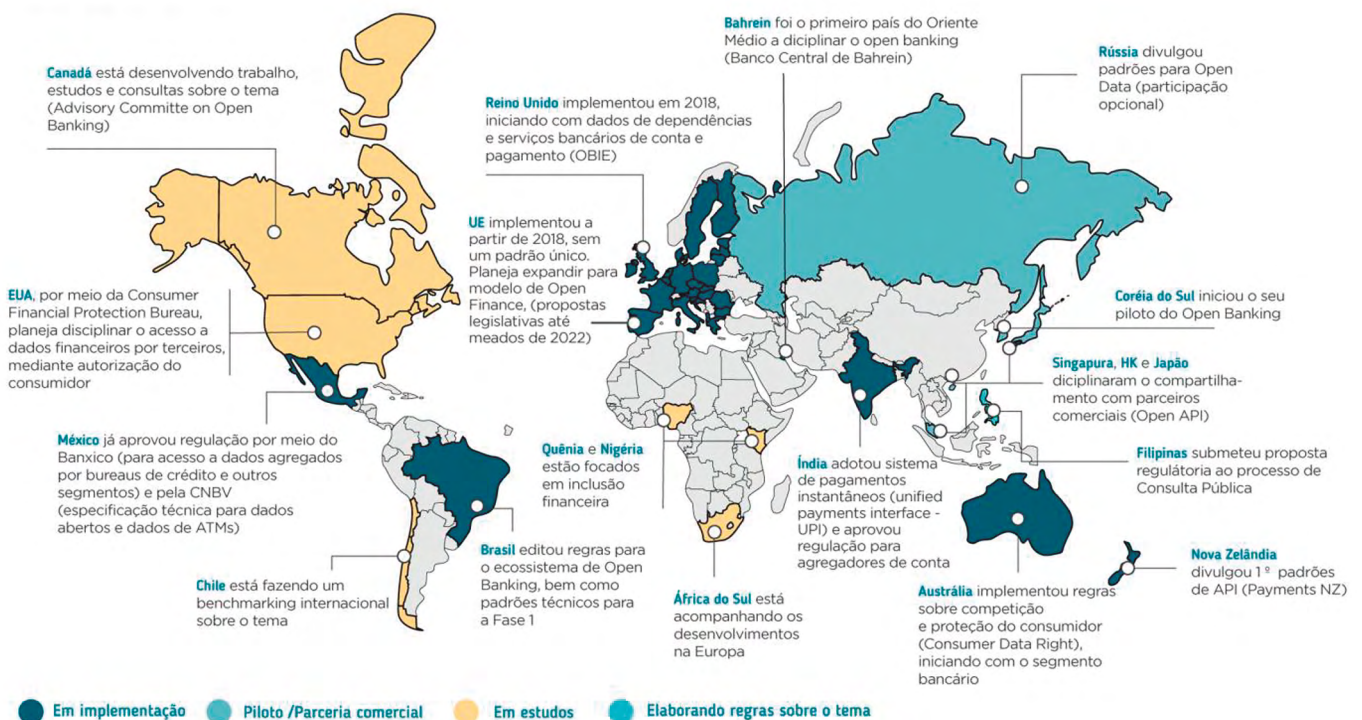 Canadá está desenvolvendo trabalho,
estudos e consultas sobre o tema
(Advisory Committe on Open
Banking)
Reino Unido implementou em 2018,
iniciando com dados de dependências
e serviços bancários de conta e
pagamento (OBIE)
Bahrein foi o primeiro país do Oriente
Médio a diciplinar o open banking
(Banco Central de Bahrein)
Rússia divulgou
padrões para Open
Data (participação
opcional)
UE implementou a
partir de 2018, sem
um padrão único.
Planeja expandir para
modelo de Open
Finance, (propostas
legislativas até
meados de 2022)
EUA, por meio da Consumer
Financial Protection Bureau,
planeja disciplinar o acesso a
dados financeiros por terceiros,
mediante autorização do
consumidor
Coréia do Sul iniciou o seu
piloto do Open Banking
Singapura, HK e Japão
diciplinaram o compartilha-
mento com parceiros
comerciais (Open API)
México já aprovou regulação por meio do
Banxico (para acesso a dados agregados
por bureaus de crédito e outros
segmentos) e pela CNBV
(especificação técnica para dados
abertos e dados de ATMs)
Quênia e Nigéria
estão focados
em inclusão
financeira
Índia adotou sistema
de pagamentos
instantâneos (unified
payments interface -
UPI) e aprovou
regulação para
agregadores de conta
Filipinas submeteu proposta
regulátoria ao processo de
Consulta Pública
Chile está fazendo um
benchmarking internacional
sobre o tema
Brasil editou regras para
o ecossistema de Open
Banking, bem como
padrões técnicos para
a Fase 1
África do Sul está
acompanhando os
desenvolvimentos
na Europa
Austrália implementou regras
sobre competição
e proteção do consumidor
(Consumer Data Right),
iniciando com o segmento
bancário
Nova Zelândia
divulgou 1º padrões
de API (Payments NZ)
Em implementação
Piloto /Parceria comercial
Em estudos
Elaborando regras sobre o tema